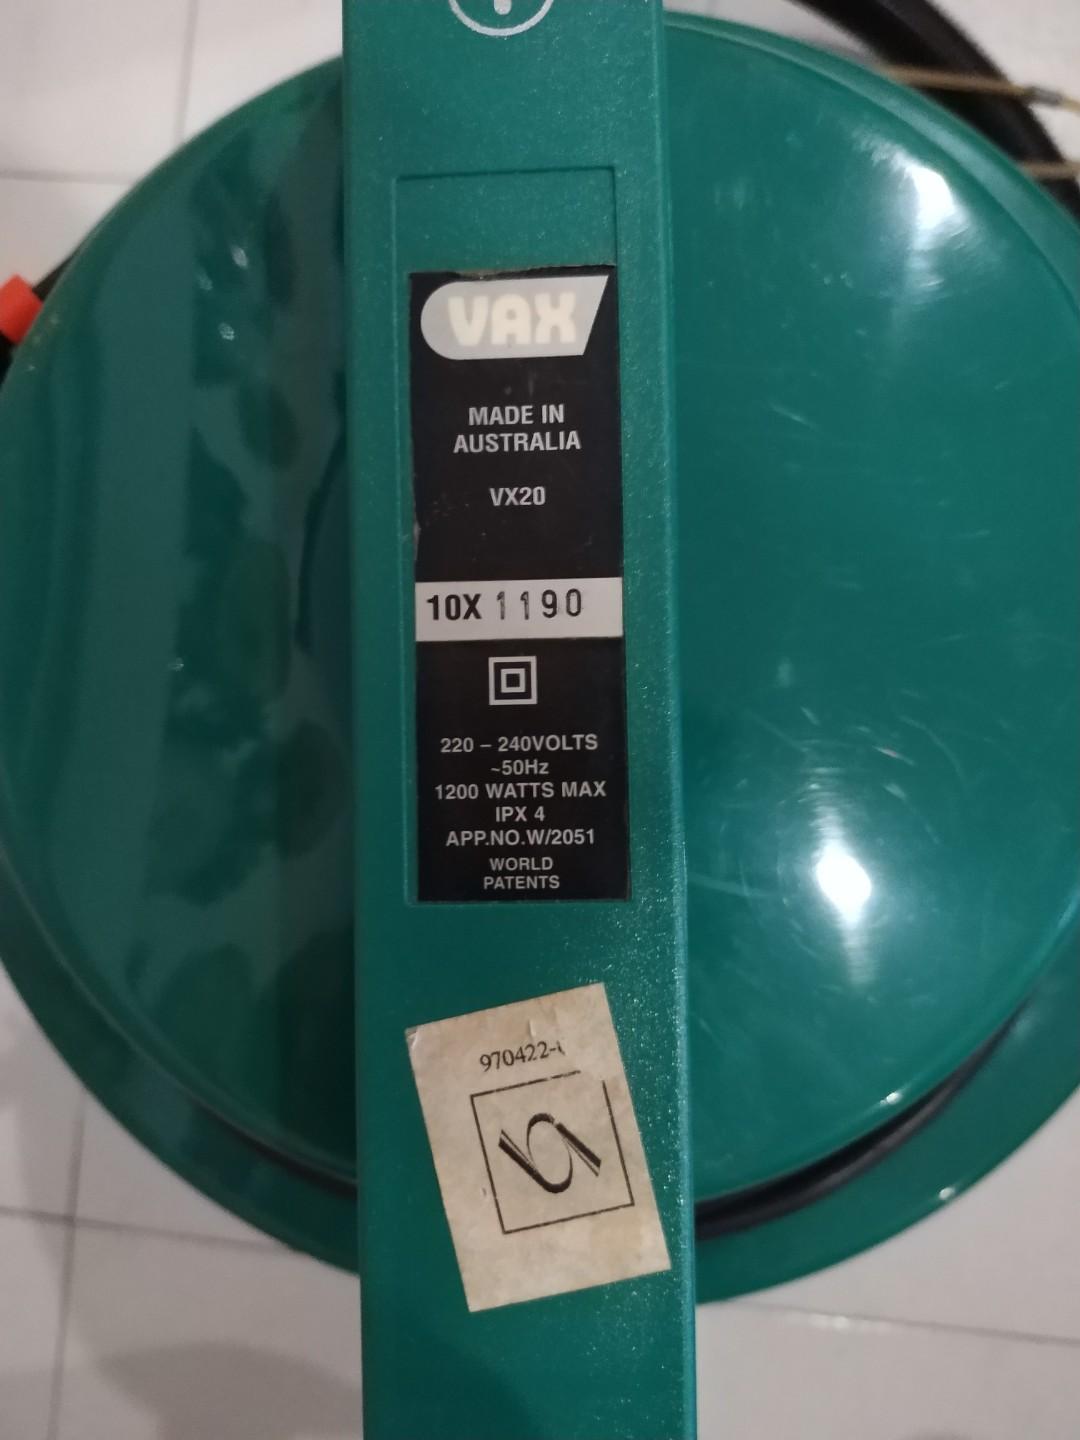 VAX
MADE IN
AUSTRALIA
VX20
10X 1190
220 – 240VOLTS
~50Hz
1200 WATTS MAX
IPX 4
APP.NO.W/2051
WORLD
PATENTS
970422-